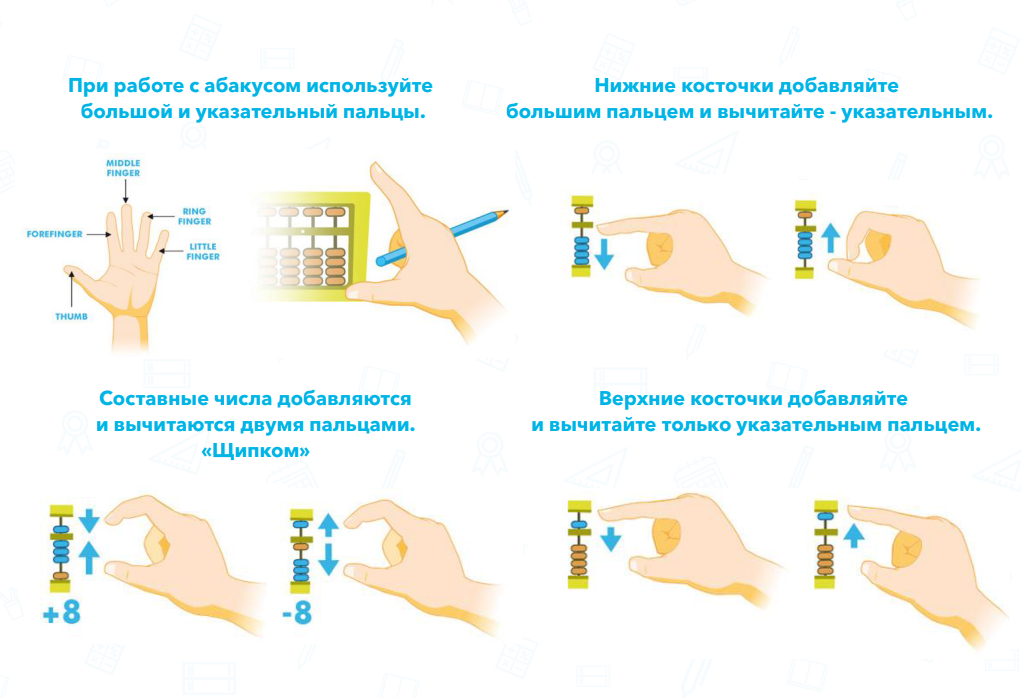 При работе с абакусом используйте
большой и указательный пальцы.
MIDDLE
FINGER
RING
FINGER
FOREFINGER
LITTLE
FINGER
THUMB
Нижние косточки добавляйте
большим пальцем и вычитайте - указательным.
Составные числа добавляются
и вычитаются двумя пальцами.
«Щипком»
+8
-8
Верхние косточки добавляйте
и вычитайте только указательным пальцем.